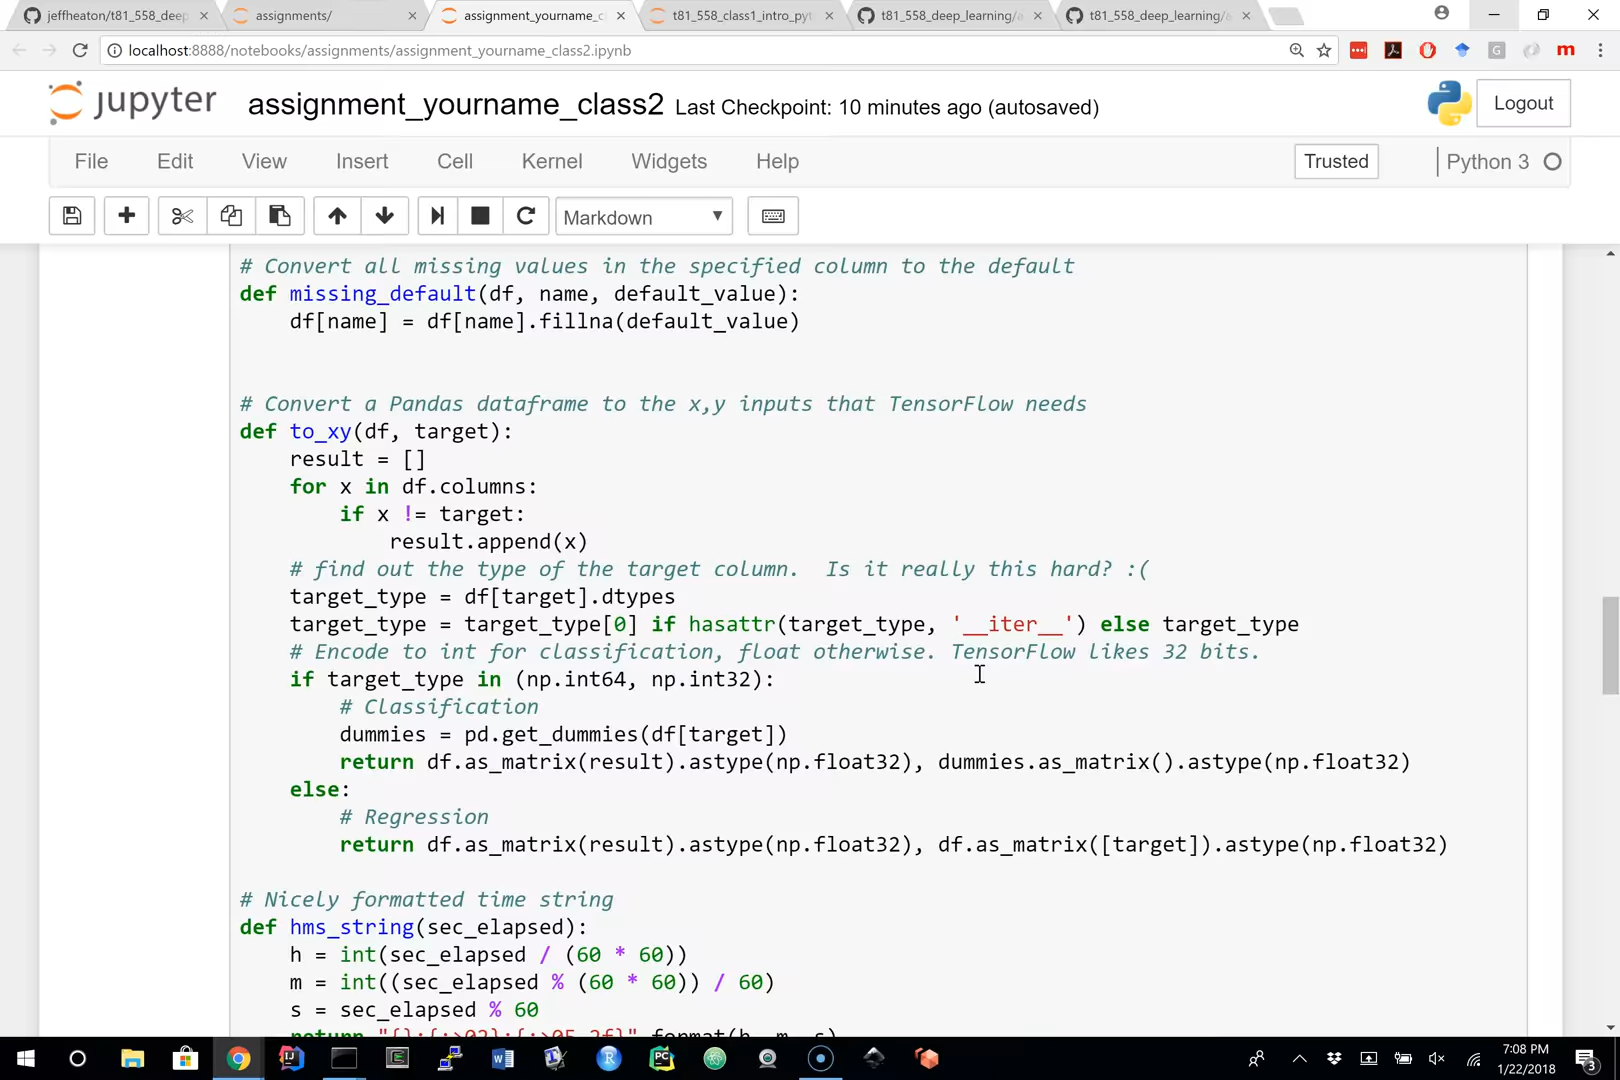 jeffheaton/t81_558_deep
assignments/
assignment_yourname_c
t81_558_class1_intro_pyt
t81_558_deep_learning/a
t81_558_deep_learning/a
localhost:8888/notebooks/assignments/assignment_yourname_class2.ipynb
jupyter assignment_yourname_class2 Last Checkpoint: 10 minutes ago (autosaved)
Logout
File Edit View Insert Cell Kernel Widgets Help
Trusted
Python 3
Markdown
# Convert all missing values in the specified column to the default
def missing_default(df, name, default_value):
    df[name] = df[name].fillna(default_value)
# Convert a Pandas dataframe to the x,y inputs that TensorFlow needs
def to_xy(df, target):
    result = []
    for x in df.columns:
        if x != target:
            result.append(x)
    # find out the type of the target column.  Is it really this hard? :(
    target_type = df[target].dtypes
    target_type = target_type[0] if hasattr(target_type, '__iter__') else target_type
    # Encode to int for classification, float otherwise. TensorFlow likes 32 bits.
    if target_type in (np.int64, np.int32):
        # Classification
        dummies = pd.get_dummies(df[target])
        return df.as_matrix(result).astype(np.float32), dummies.as_matrix().astype(np.float32)
    else:
        # Regression
        return df.as_matrix(result).astype(np.float32), df.as_matrix([target]).astype(np.float32)
# Nicely formatted time string
def hms_string(sec_elapsed):
    h = int(sec_elapsed / (60 * 60))
    m = int((sec_elapsed % (60 * 60)) / 60)
    s = sec_elapsed % 60
    return "{}:{:>02}:{:>05.2f}".format(h, m, s)
7:08 PM
1/22/2018